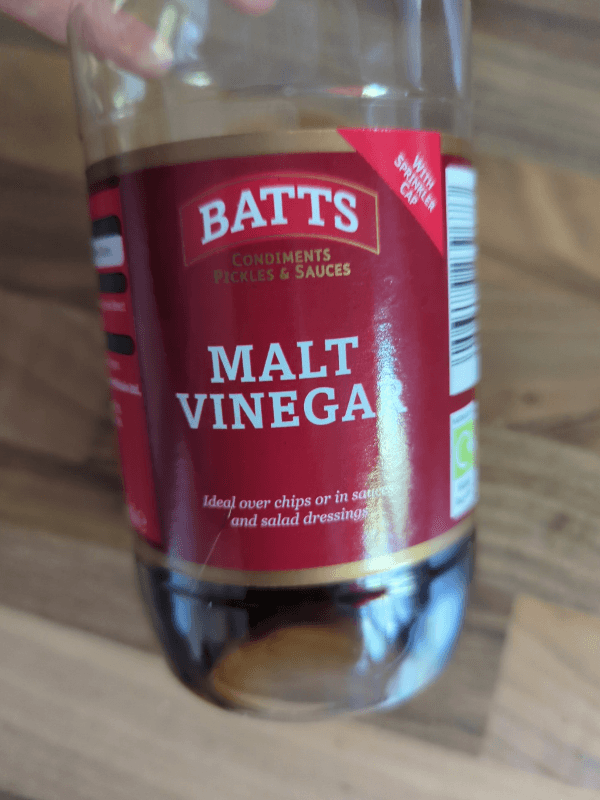 WITH
SPRINKLER
CAP
BATTS
CONDIMENTS
PICKLES & SAUCES
MALT
VINEGAR
Ideal over chips or in sauces
and salad dressings